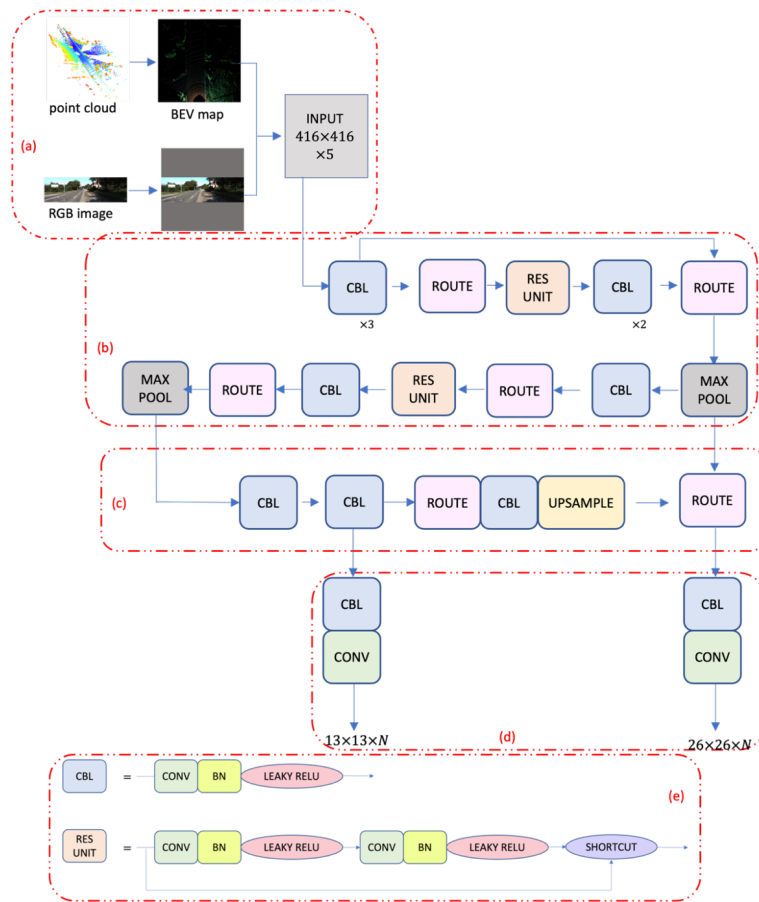 point cloud
BEV map
INPUT
416×416
×5
(a)
RGB image
CBL
×3
ROUTE
RES
UNIT
CBL
×2
ROUTE
(b)
MAX
POOL
ROUTE
CBL
RES
UNIT
ROUTE
CBL
MAX
POOL
(c)
CBL
CBL
ROUTE
CBL
UPSAMPLE
ROUTE
CBL
CONV
CBL
CONV
13×13×N
(d)
26×26×N
CBL
=
CONV
BN
LEAKY RELU
(e)
RES
UNIT
=
CONV
BN
LEAKY RELU
CONV
BN
LEAKY RELU
SHORTCUT